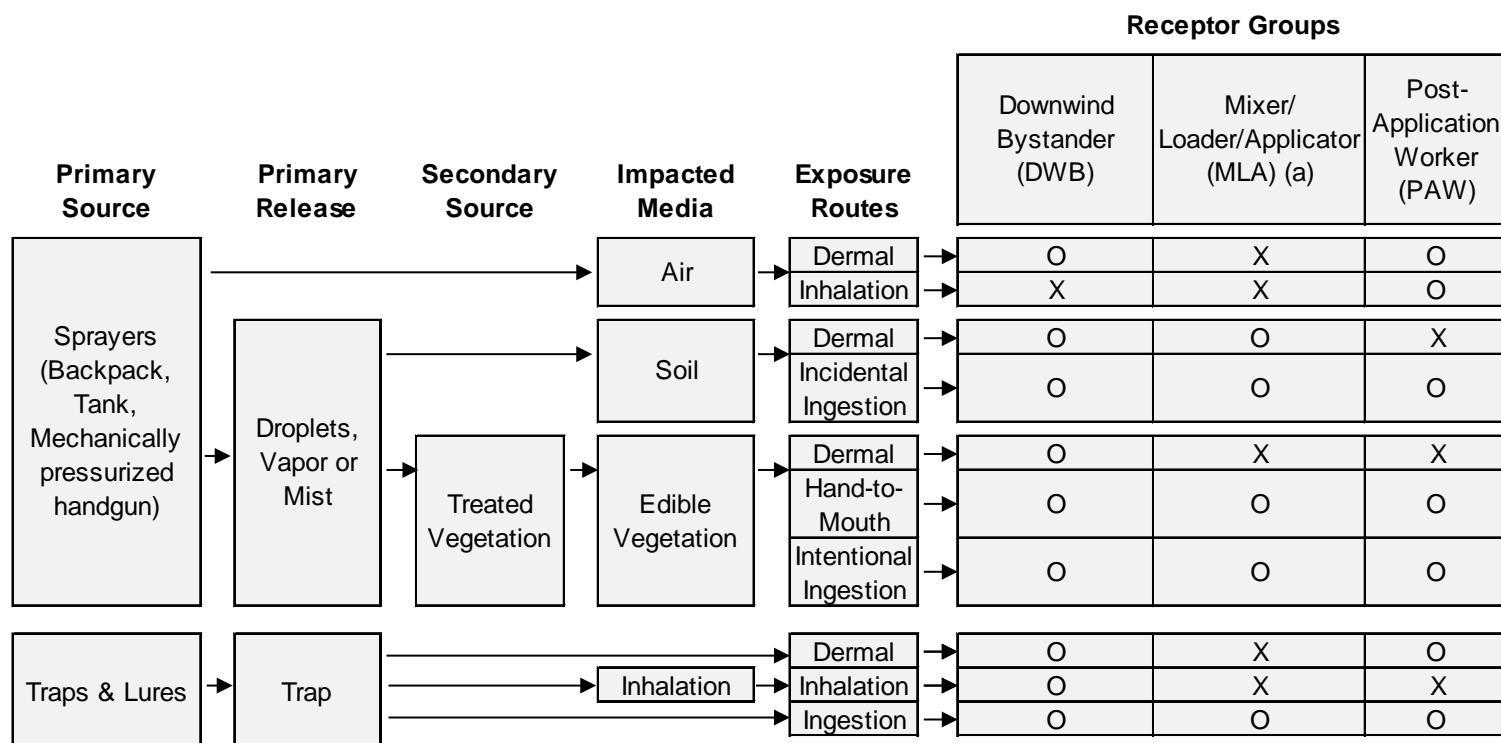 Receptor Groups
Downwind
Bystander
(DWB)
Mixer/
Loader/Applicator
(MLA) (a)
Post-
Application
Worker
(PAW)
Primary
Source
Primary
Release
Secondary
Source
Impacted
Media
Exposure
Routes
Sprayers
(Backpack,
Tank,
Mechanically
pressurized
handgun)
Droplets,
Vapor or
Mist
Treated
Vegetation
Air
Dermal
O X O
Inhalation
X X O
Soil
Dermal
O O X
Incidental
Ingestion
O O O
Edible
Vegetation
Dermal
O X X
Hand-to-
Mouth
O O O
Intentional
Ingestion
O O O
Traps & Lures
Trap
Dermal
O X O
Inhalation
Inhalation
O X X
Ingestion
O O O